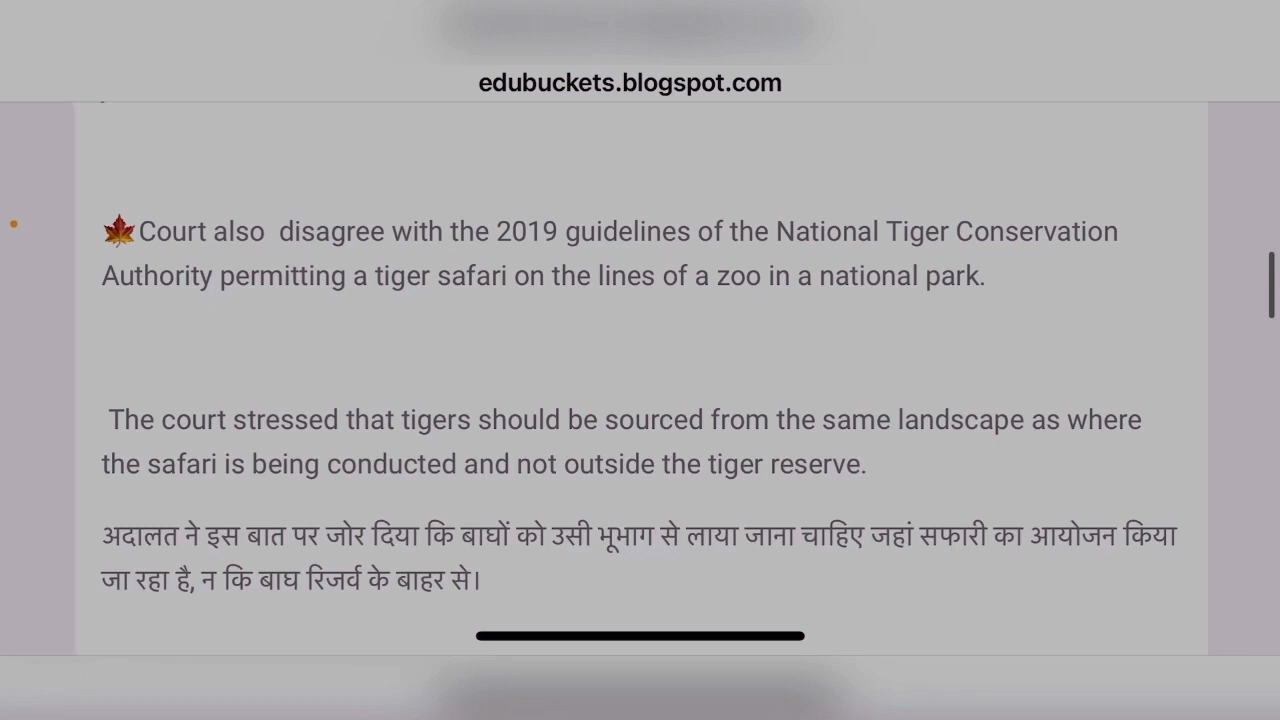 edubuckets.blogspot.com
🍁Court also disagree with the 2019 guidelines of the National Tiger Conservation
Authority permitting a tiger safari on the lines of a zoo in a national park.
The court stressed that tigers should be sourced from the same landscape as where
the safari is being conducted and not outside the tiger reserve.
अदालत ने इस बात पर जोर दिया कि बाघों को उसी भूभाग से लाया जाना चाहिए जहां सफारी का आयोजन किया
जा रहा है, न कि बाघ रिजर्व के बाहर से।